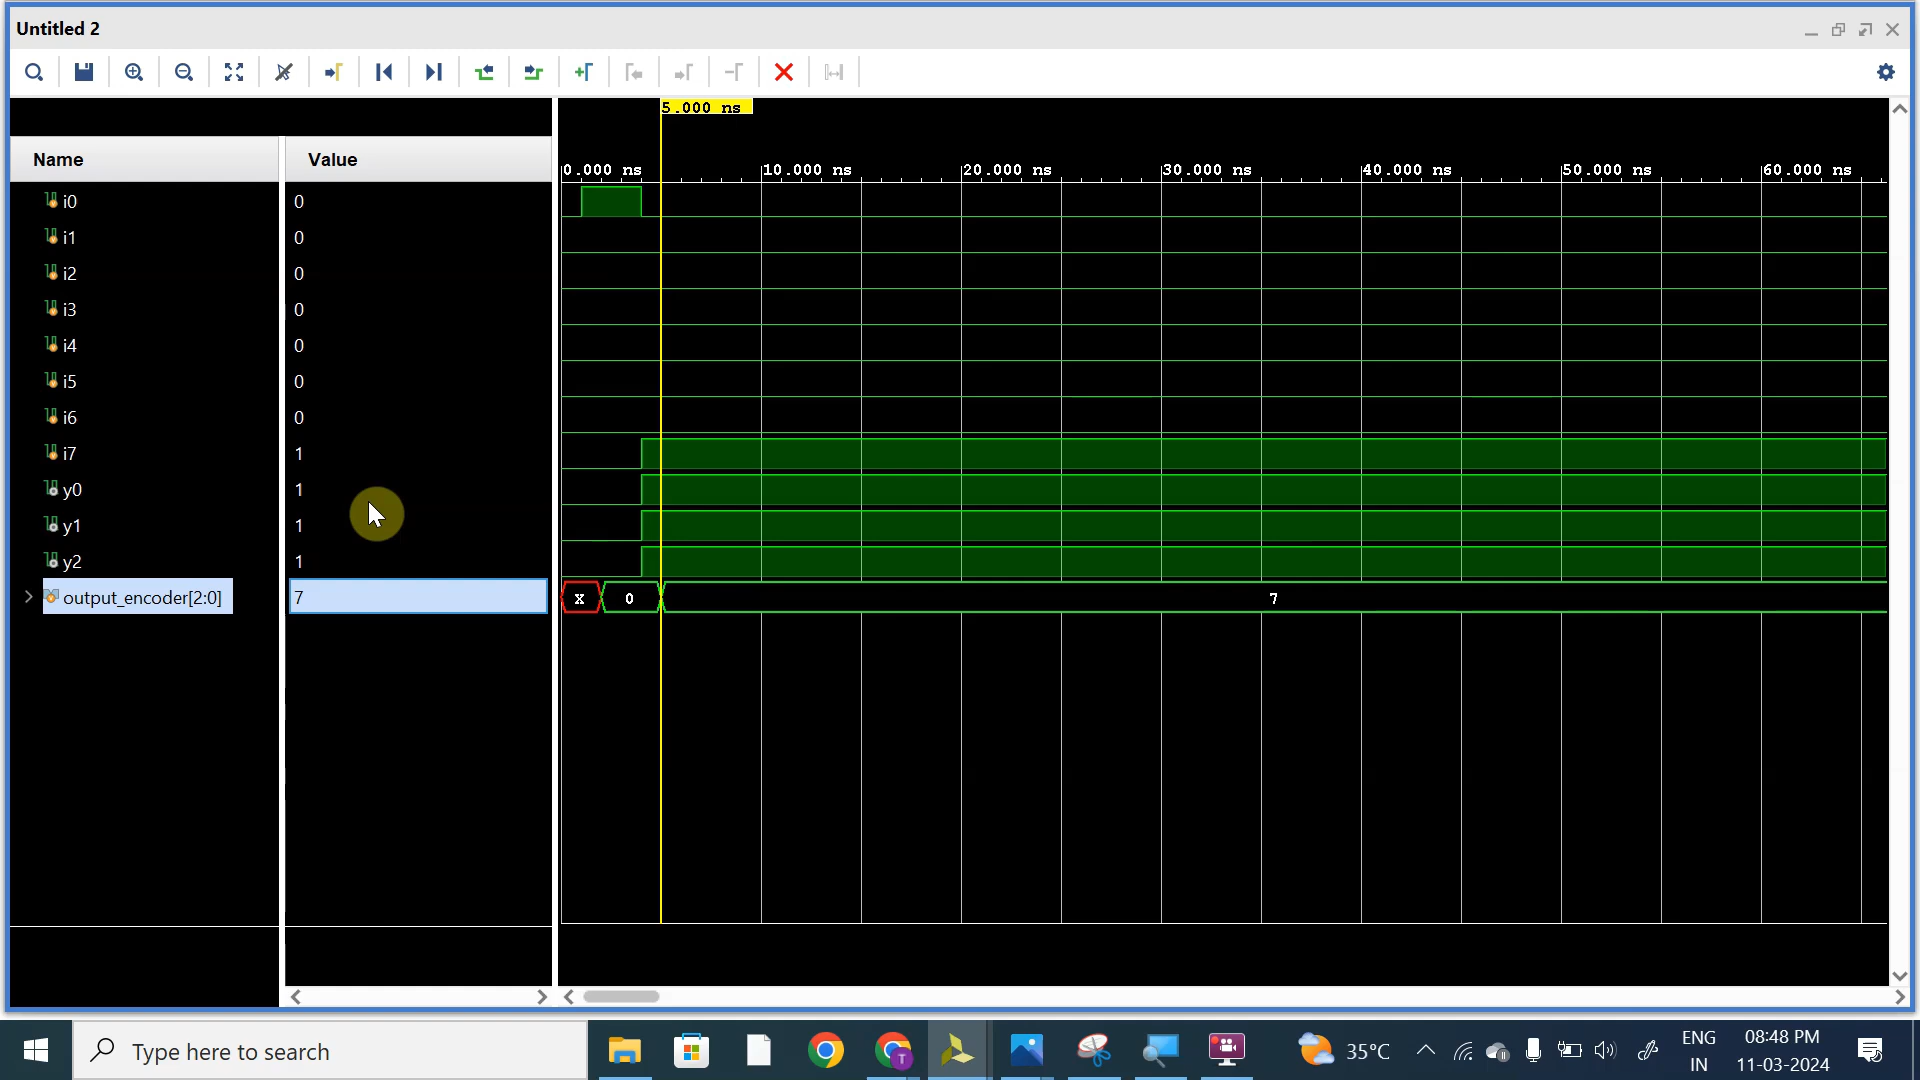 Untitled 2
5.000 ns
Name Value
0.000 ns 10.000 ns 20.000 ns 30.000 ns 40.000 ns 50.000 ns 60.000 ns
i0 0
i1 0
i2 0
i3 0
i4 0
i5 0
i6 0
i7 1
y0 1
y1 1
y2 1
output_encoder[2:0] 7 X 0 7
Type here to search
T
35°C
ENG
IN
08:48 PM
11-03-2024